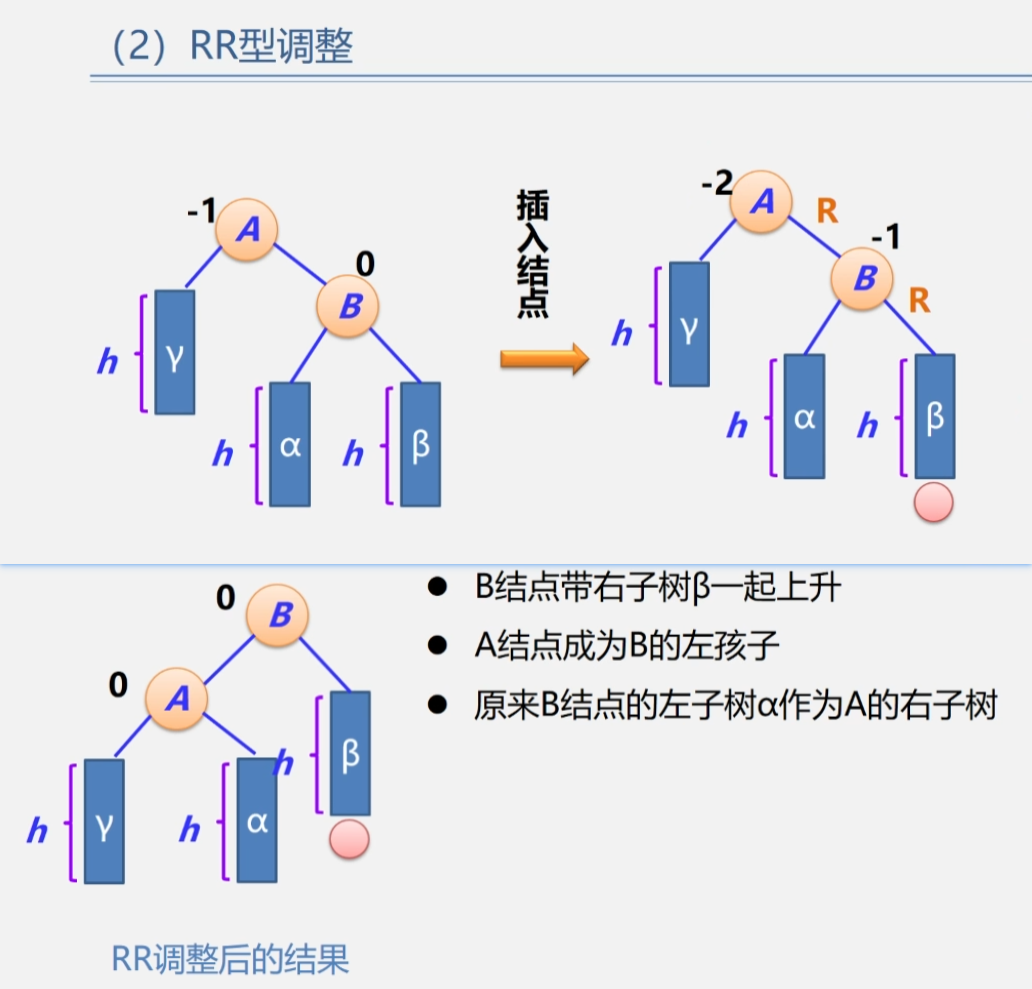 （2）RR型调整
-1
A
0
B
h
γ
h
α
h
β
插入结点
-2
A
R
-1
B
R
h
γ
h
α
h
β
0
B
0
A
h
γ
h
α
h
β
● B结点带右子树β一起上升
● A结点成为B的左孩子
● 原来B结点的左子树α作为A的右子树
RR调整后的结果